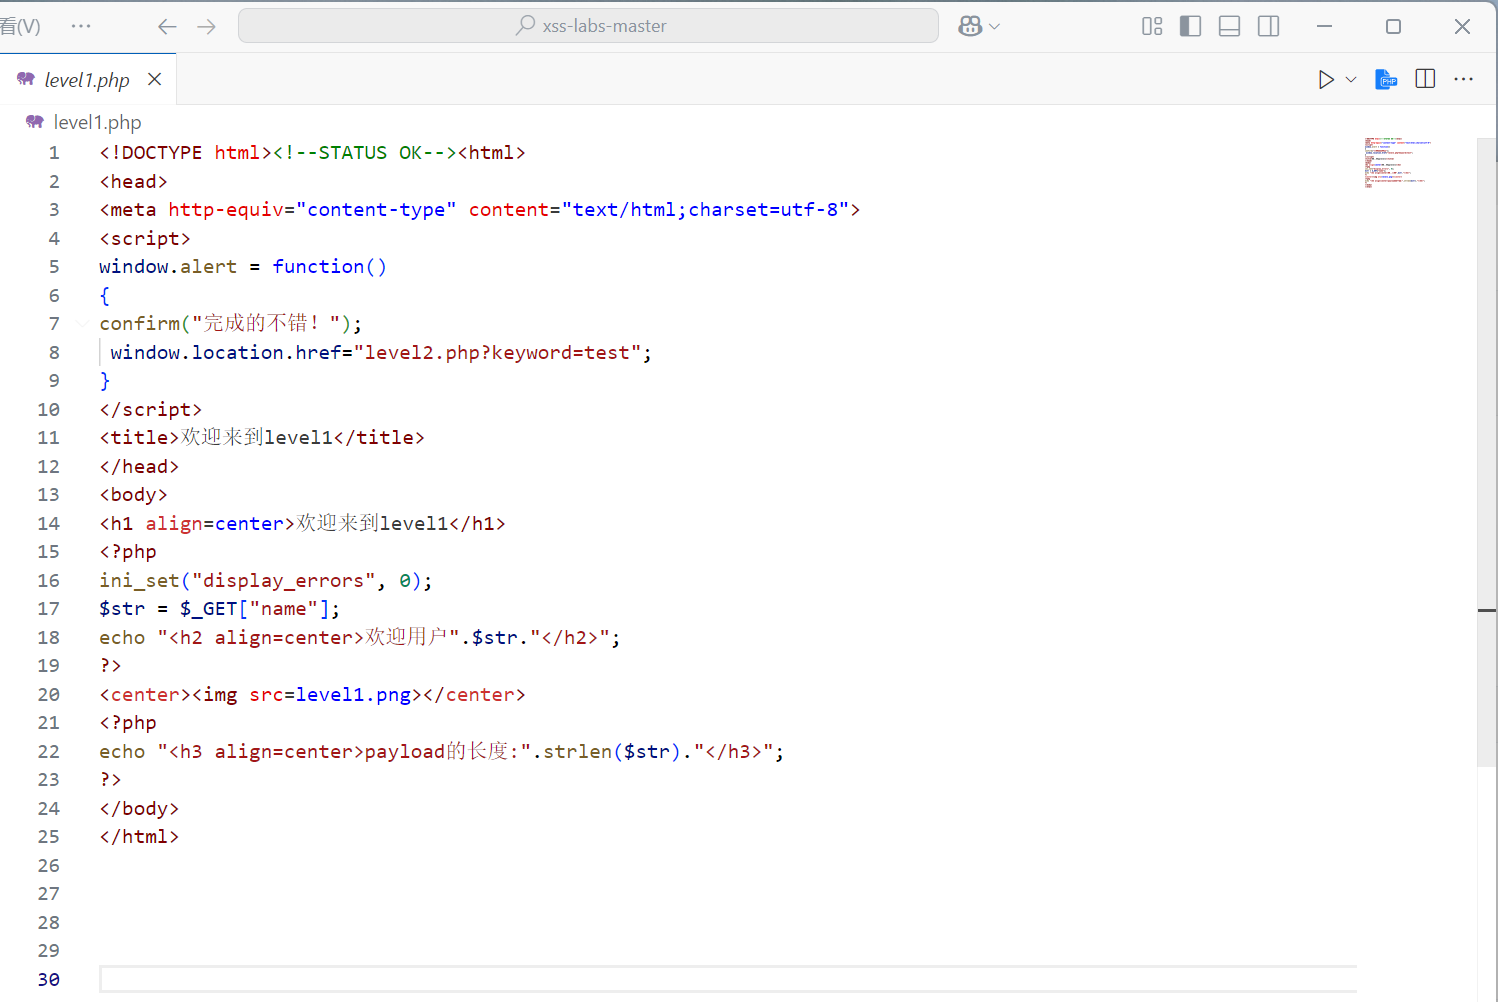 看(V) ··· ← → xss-labs-master
level1.php
level1.php
1 <!DOCTYPE html><!--STATUS OK--><html>
2 <head>
3 <meta http-equiv="content-type" content="text/html;charset=utf-8">
4 <script>
5 window.alert = function()
6 {
7 confirm("完成的不错！");
8  window.location.href="level2.php?keyword=test";
9 }
10 </script>
11 <title>欢迎来到level1</title>
12 </head>
13 <body>
14 <h1 align=center>欢迎来到level1</h1>
15 <?php
16 ini_set("display_errors", 0);
17 $str = $_GET["name"];
18 echo "<h2 align=center>欢迎用户".$str."</h2>";
19 ?>
20 <center><img src=level1.png></center>
21 <?php
22 echo "<h3 align=center>payload的长度:".strlen($str)."</h3>";
23 ?>
24 </body>
25 </html>
26
27
28
29
30